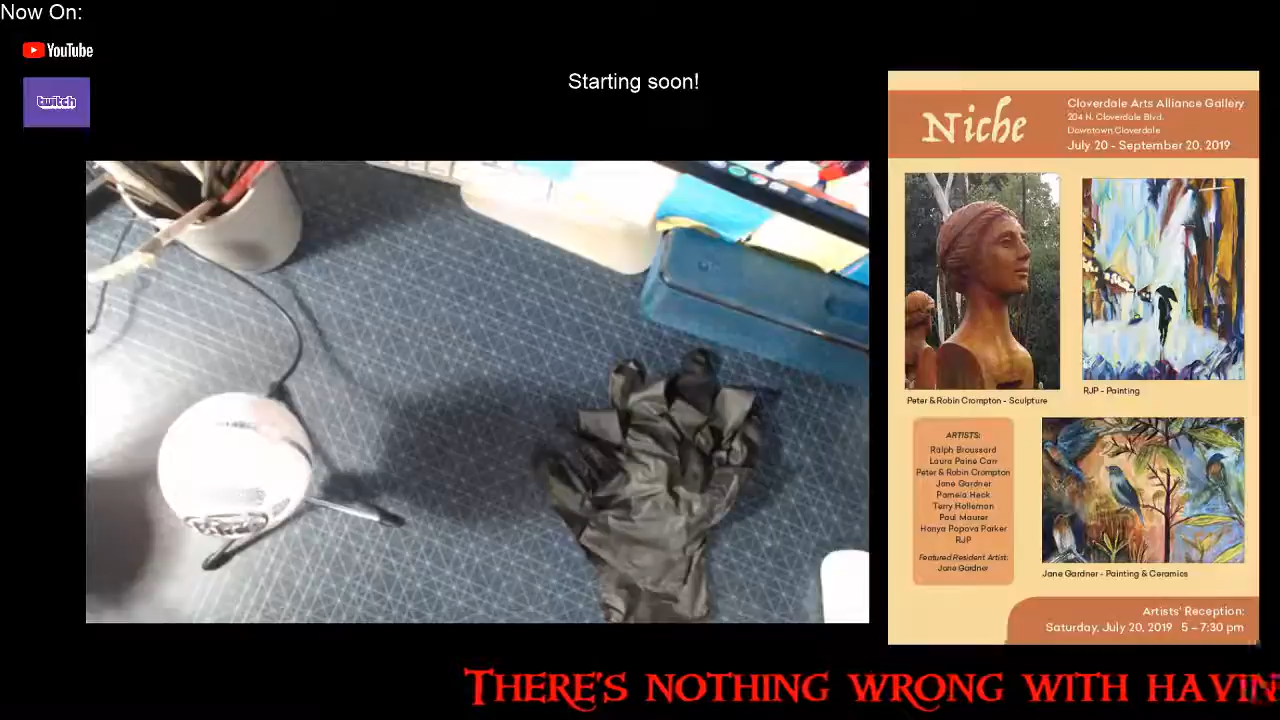 Now On:
YouTube
twitch
Starting soon!
Niche
Cloverdale Arts Alliance Gallery
204 N. Cloverdale Blvd.
Downtown Cloverdale
July 20 - September 20, 2019
Peter & Robin Crompton - Sculpture
RJP - Painting
ARTISTS:
Ralph Broussard
Laura Paine Carr
Peter & Robin Crompton
Jane Gardner
Pamela Heck
Terry Holleman
Paul Maurer
Hanya Popova Parker
RJP
Featured Resident Artist:
Jane Gardner
Jane Gardner - Painting & Ceramics
Artists' Reception:
Saturday, July 20, 2019 5 – 7:30 pm
THERE'S NOTHING WRONG WITH HAVIN